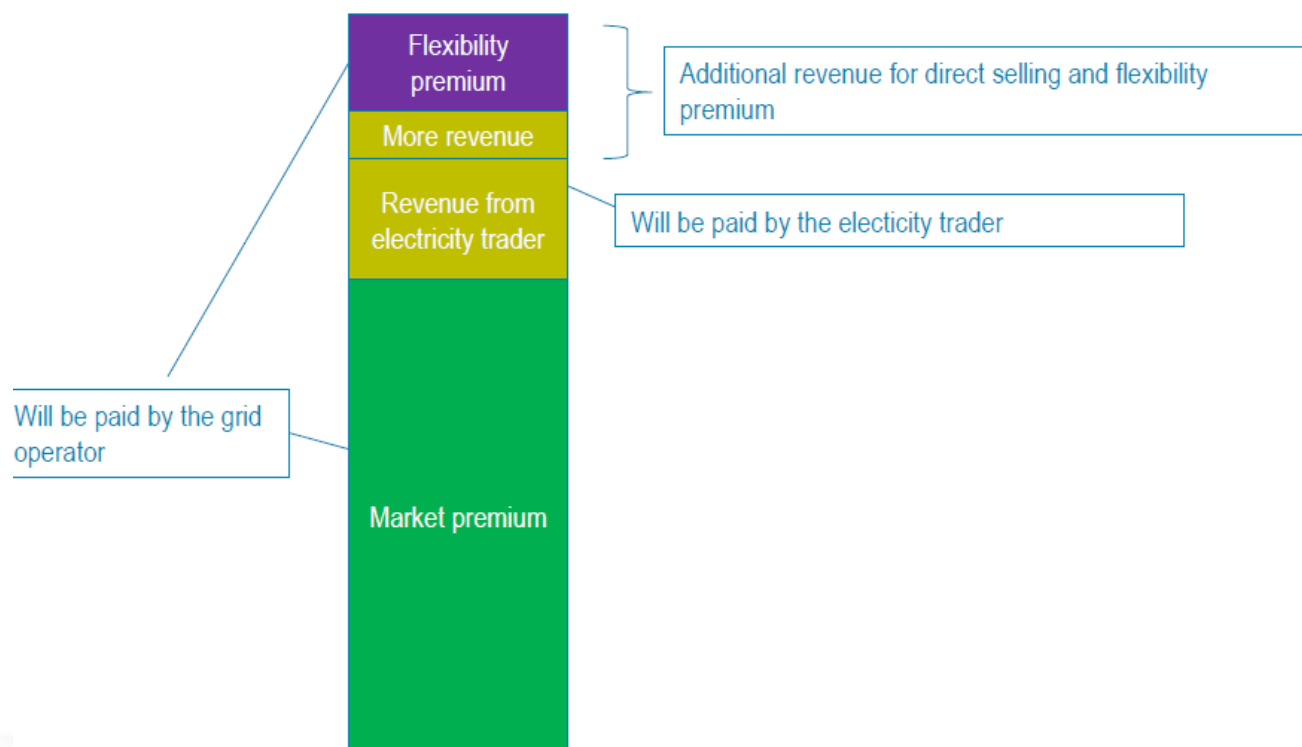 Flexibility
premium
Additional revenue for direct selling and flexibility
premium
More revenue
Revenue from
electricity trader
Will be paid by the electicity trader
Will be paid by the grid
operator
Market premium